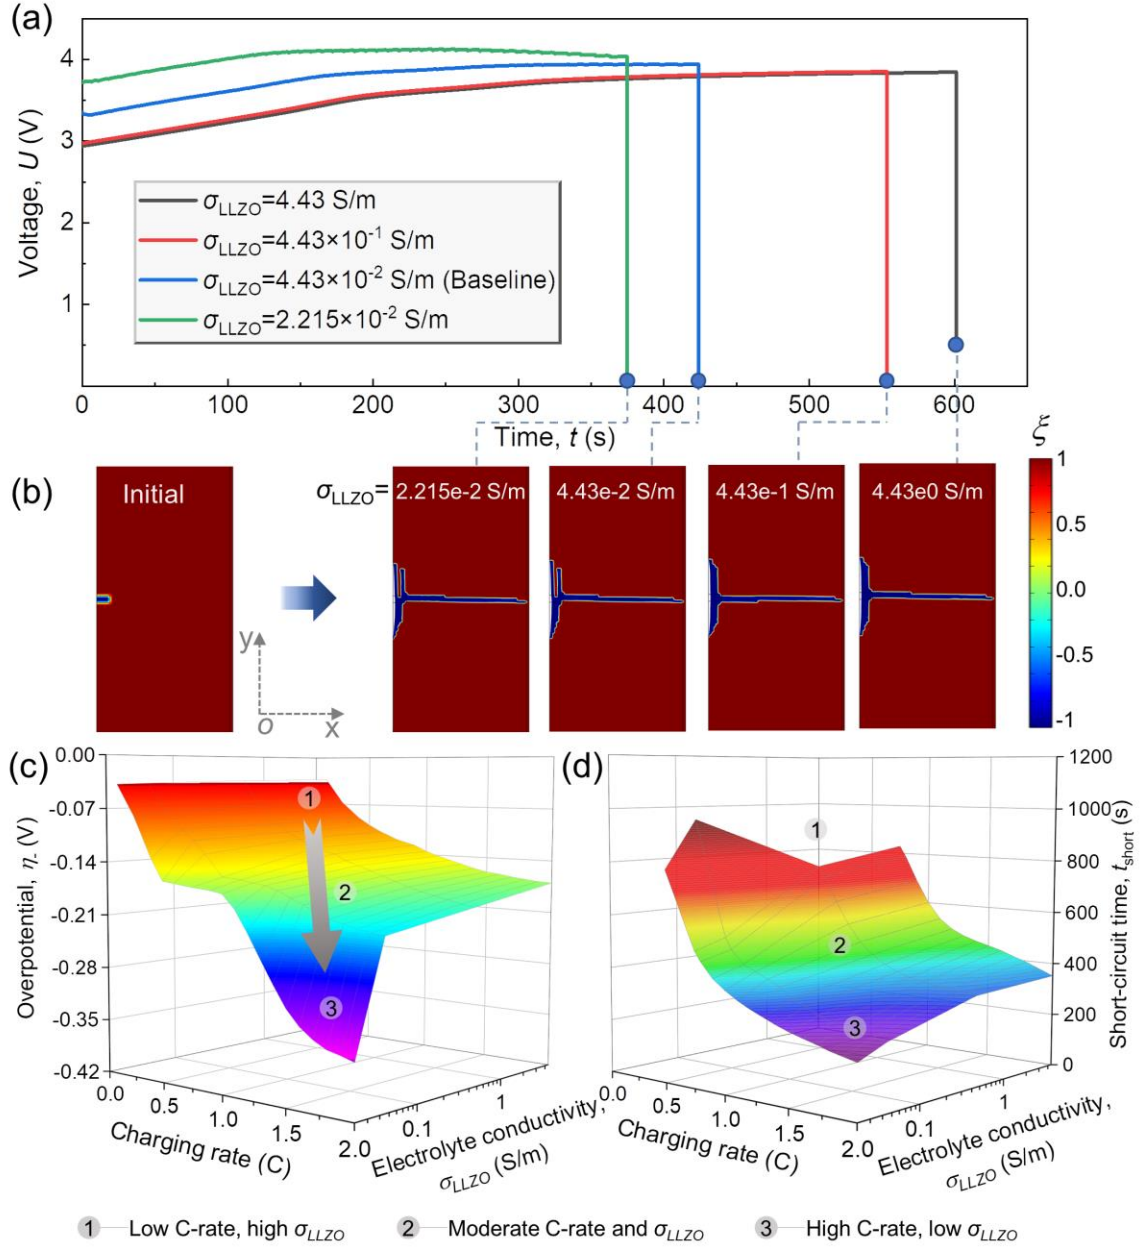 (a)
4
3
2
1
Voltage, U (V)
σLLZO=4.43 S/m
σLLZO=4.43×10⁻¹ S/m
σLLZO=4.43×10⁻² S/m (Baseline)
σLLZO=2.215×10⁻² S/m
0 100 200 300 400 500 600
Time, t (s)
(b)
Initial
σLLZO= 2.215e-2 S/m 4.43e-2 S/m 4.43e-1 S/m 4.43e0 S/m
y
o x
ξ
1
0.5
0.0
-0.5
-1
(c)
0.00
-0.07
-0.14
-0.21
-0.28
-0.35
-0.42
Overpotential, η- (V)
1
2
3
0.0 0.5 1.0 1.5 2.0
Charging rate (C)
0.1 1
Electrolyte conductivity,
σLLZO (S/m)
(d)
1200
1000
800
600
400
200
0
Short-circuit time, tshort (s)
1
2
3
0.0 0.5 1.0 1.5 2.0
Charging rate (C)
0.1 1
Electrolyte conductivity,
σLLZO (S/m)
1 Low C-rate, high σLLZO 2 Moderate C-rate and σLLZO 3 High C-rate, low σLLZO